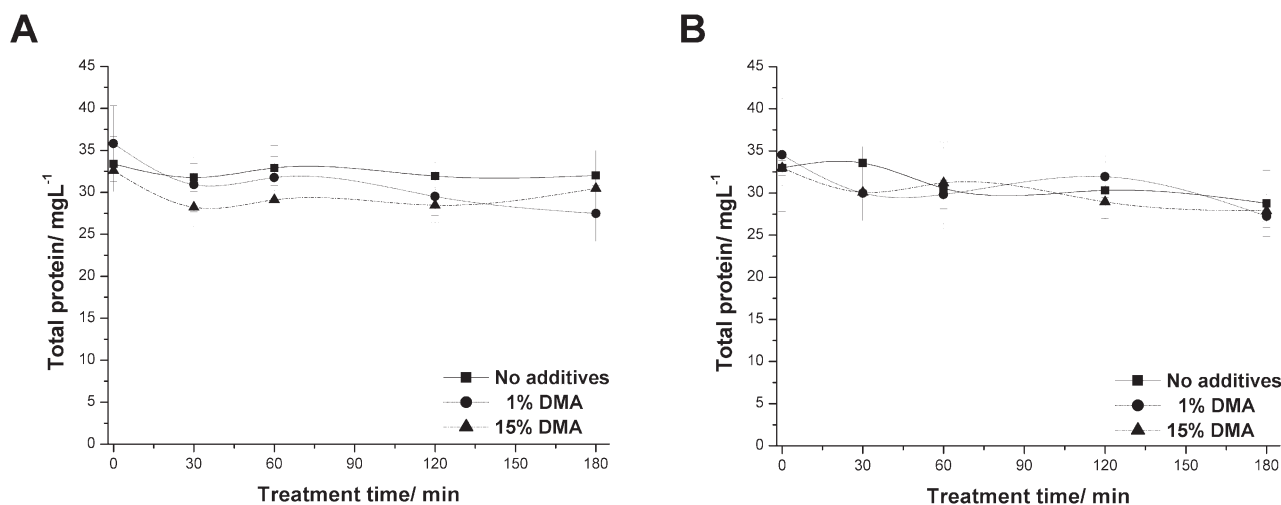 A
45
40
35
30
25
20
15
10
5
0
Total protein/ mgL-1
No additives
1% DMA
15% DMA
0 30 60 90 120 150 180
Treatment time/ min
B
45
40
35
30
25
20
15
10
5
0
Total protein/ mgL-1
No additives
1% DMA
15% DMA
0 30 60 90 120 150 180
Treatment time/ min